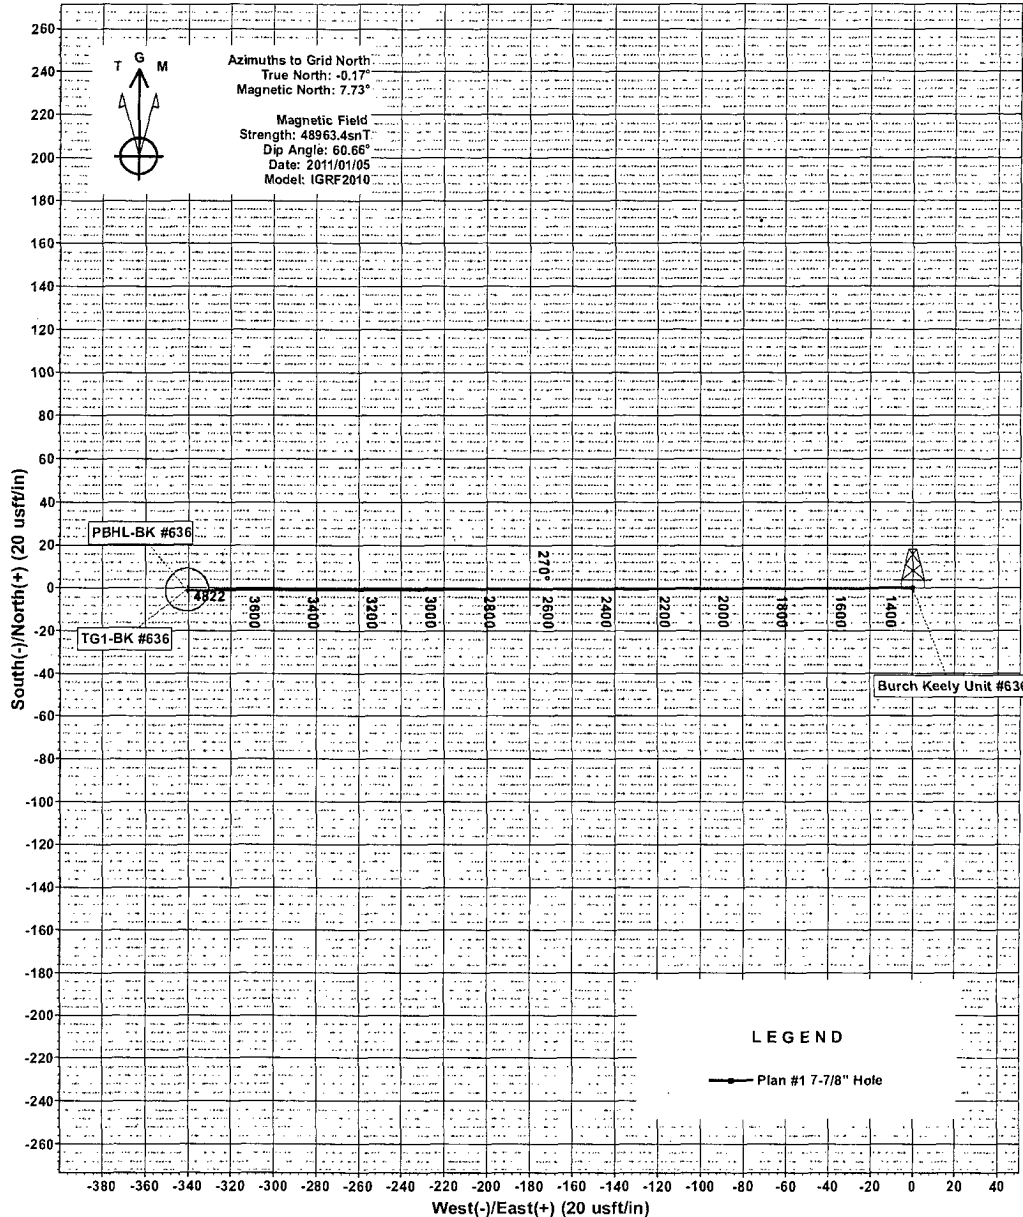 T G M
Azimuths to Grid North
True North: -0.17°
Magnetic North: 7.73°
Magnetic Field
Strength: 48963.4snT
Dip Angle: 60.66°
Date: 2011/01/05
Model: IGRF2010
South(-)/North(+) (20 usft/in)
260
240
220
200
180
160
140
120
100
80
60
40
20
0
-20
-40
-60
-80
-100
-120
-140
-160
-180
-200
-220
-240
-260
PBHL-BK #636
TG1-BK #636
4822
3600
3400
3200
3000
2800
270°
2600
2400
2200
2000
1800
1600
1400
Burch Keely Unit #636
LEGEND
Plan #1 7-7/8" Hole
-380 -360 -340 -320 -300 -280 -260 -240 -220 -200 -180 -160 -140 -120 -100 -80 -60 -40 -20 0 20 40
West(-)/East(+) (20 usft/in)